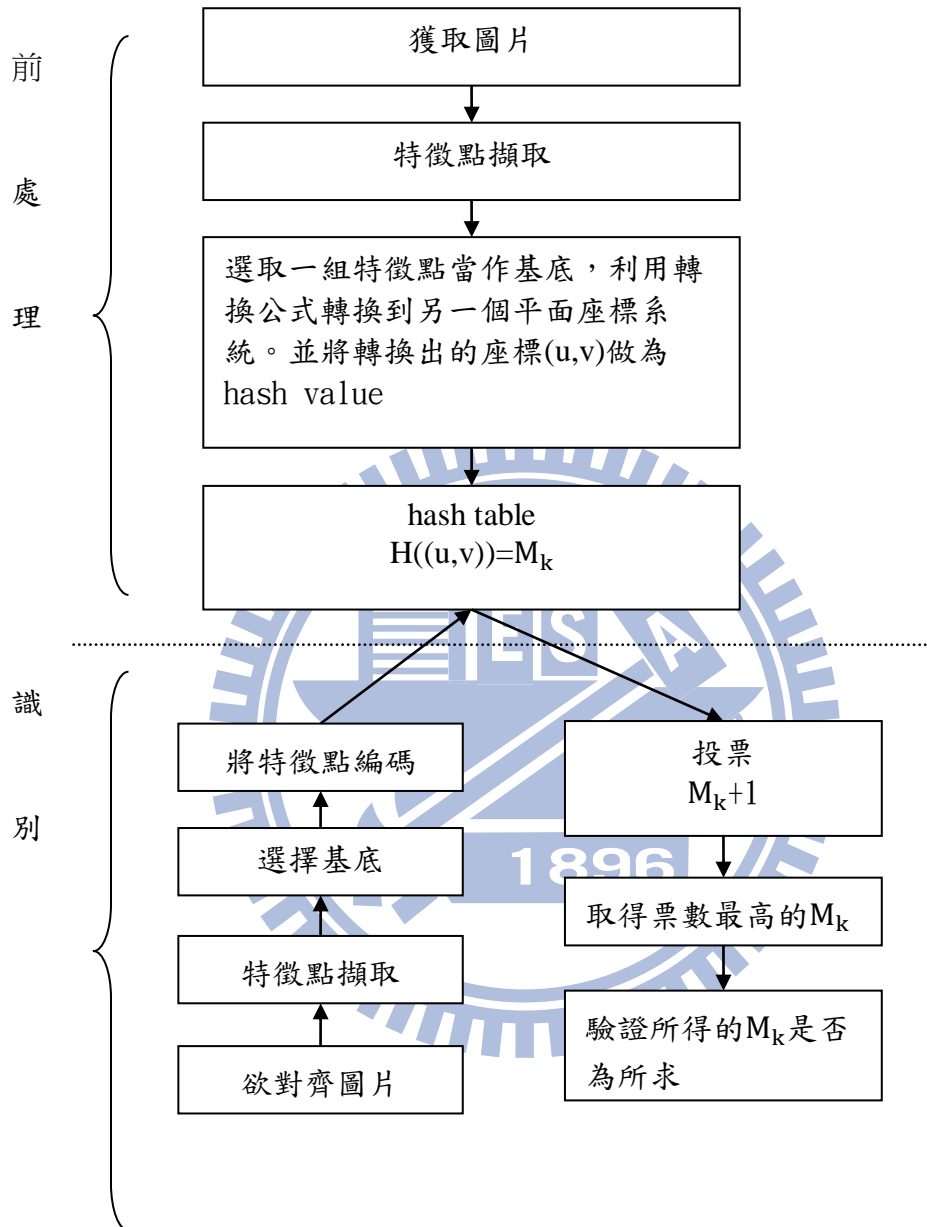 前
處
理
獲取圖片
特徵點擷取
選取一組特徵點當作基底，利用轉
換公式轉換到另一個平面座標系
統。並將轉換出的座標(u,v)做為
hash value
hash table
H((u,v))=M_k
ESA
1896
識
別
將特徵點編碼
選擇基底
特徵點擷取
欲對齊圖片
投票
M_k+1
取得票數最高的M_k
驗證所得的M_k是否
為所求